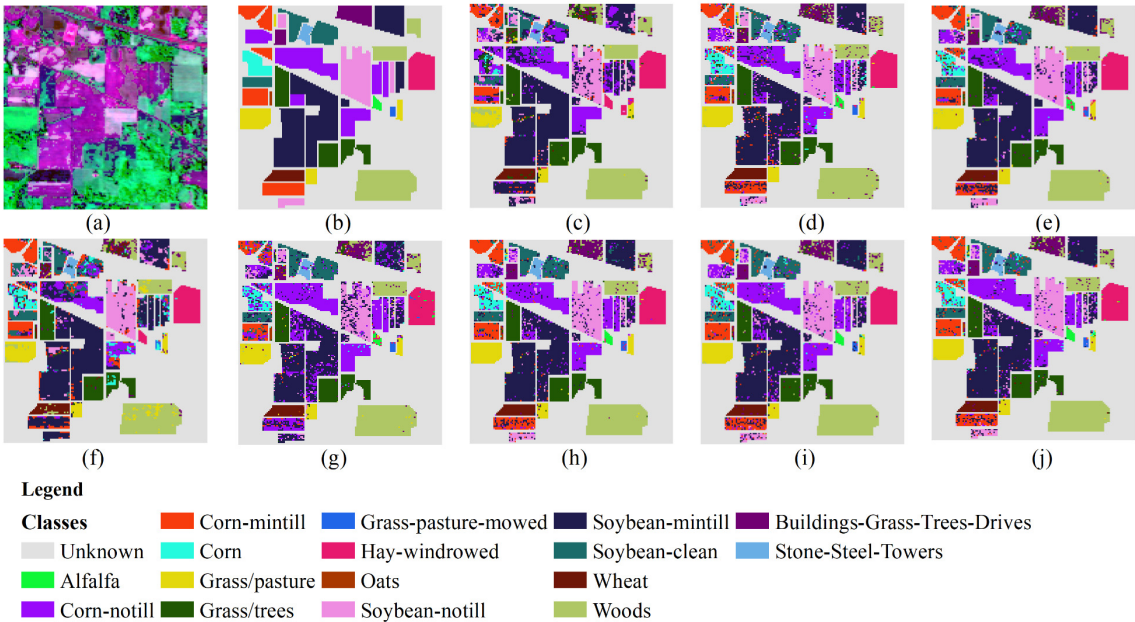 (a) (b) (c) (d) (e)
(f) (g) (h) (i) (j)
Legend
Classes Corn-mintill Grass-pasture-mowed Soybean-mintill Buildings-Grass-Trees-Drives
Unknown Corn Hay-windrowed Soybean-clean Stone-Steel-Towers
Alfalfa Grass/pasture Oats Wheat
Corn-notill Grass/trees Soybean-notill Woods